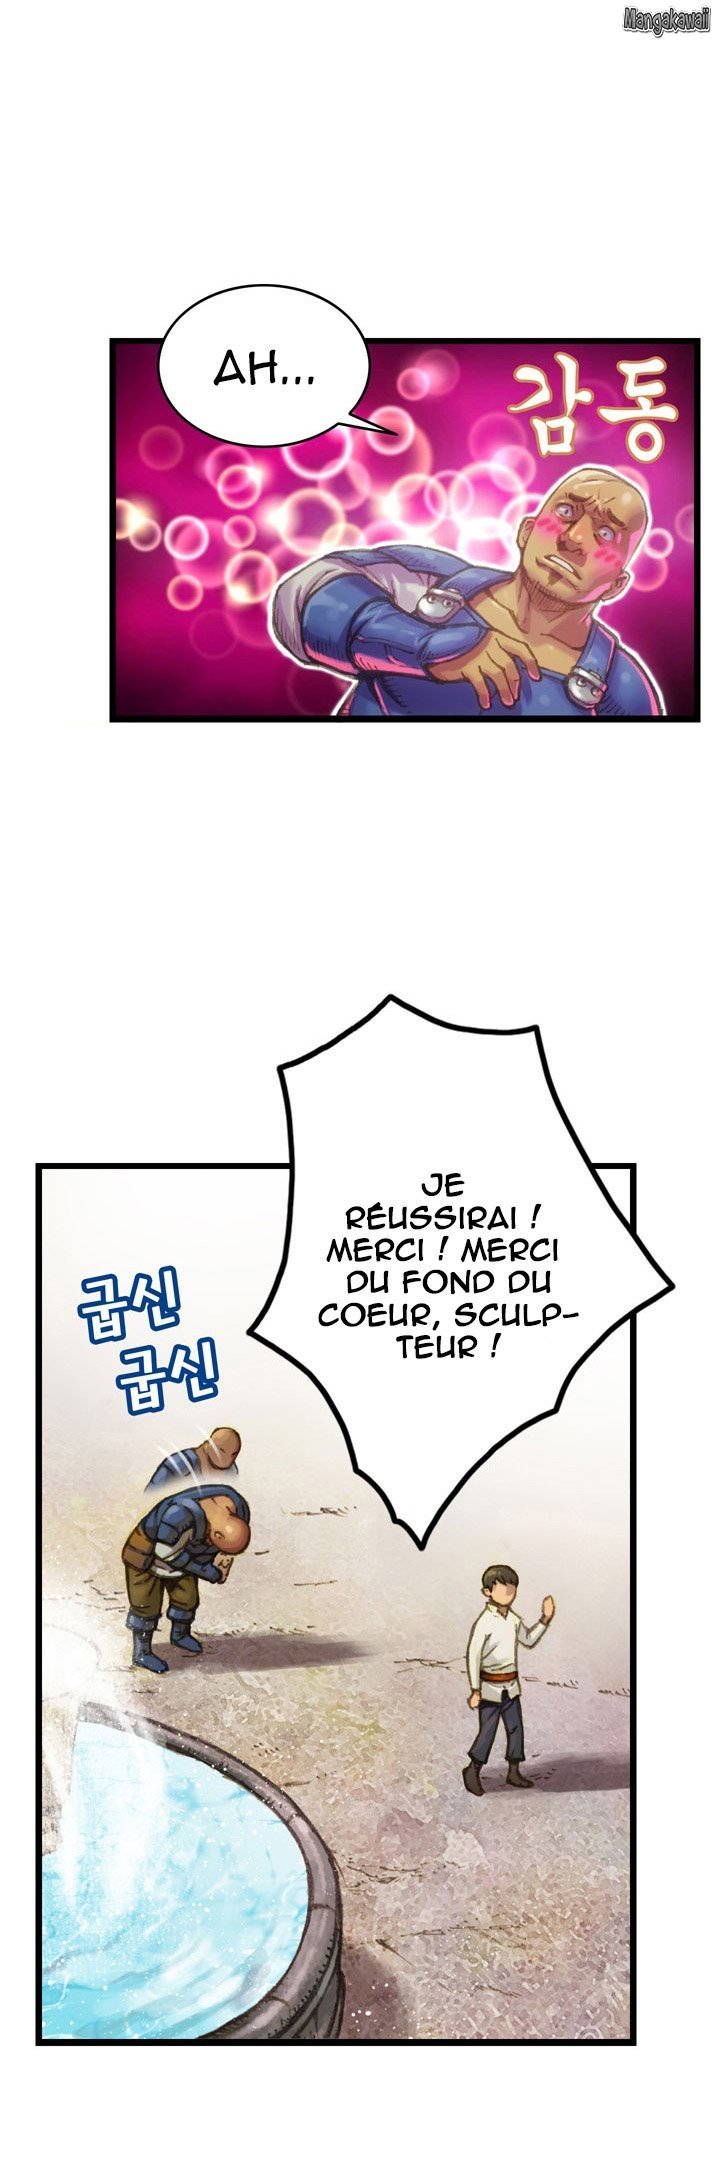 Mangakawaii
AH...
감동
JE
RÉUSSIRAI !
MERCI ! MERCI
DU FOND DU
COEUR, SCULP-
TEUR !
굽신
굽신